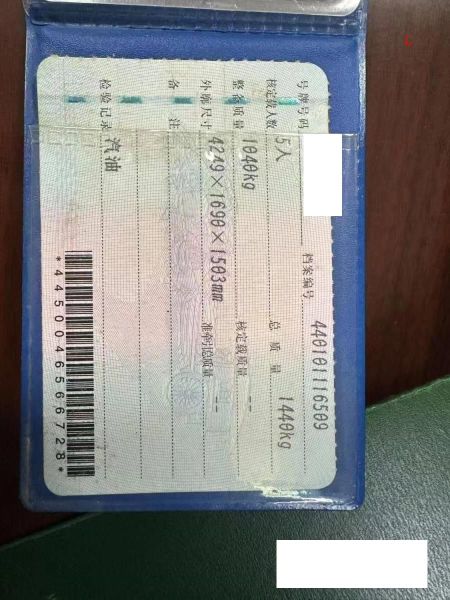 C
号牌号码 档案编号 440101116509
核定载人数 5人 总质量 1440kg
整备质量 1040kg 核定载质量 --
外廓尺寸 4249×1690×1503mm 准牵引总质量 --
备注
检验记录 汽油
*4450046566728*